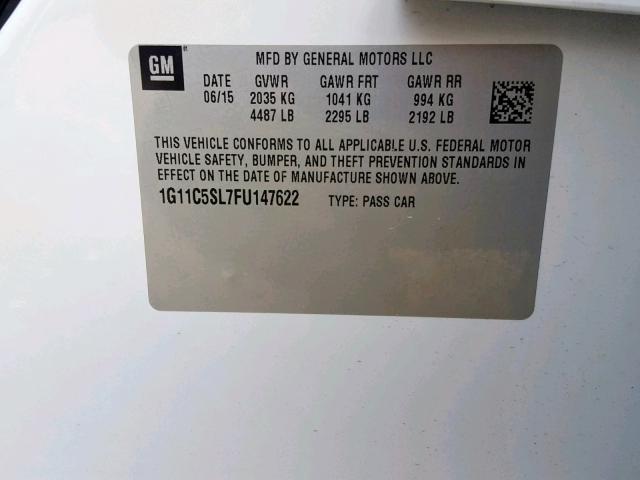 GM
MFD BY GENERAL MOTORS LLC
DATE GVWR GAWR FRT GAWR RR
06/15 2035 KG 1041 KG 994 KG
4487 LB 2295 LB 2192 LB
THIS VEHICLE CONFORMS TO ALL APPLICABLE U.S. FEDERAL MOTOR
VEHICLE SAFETY, BUMPER, AND THEFT PREVENTION STANDARDS IN
EFFECT ON THE DATE OF MANUFACTURE SHOWN ABOVE.
1G11C5SL7FU147622 TYPE: PASS CAR